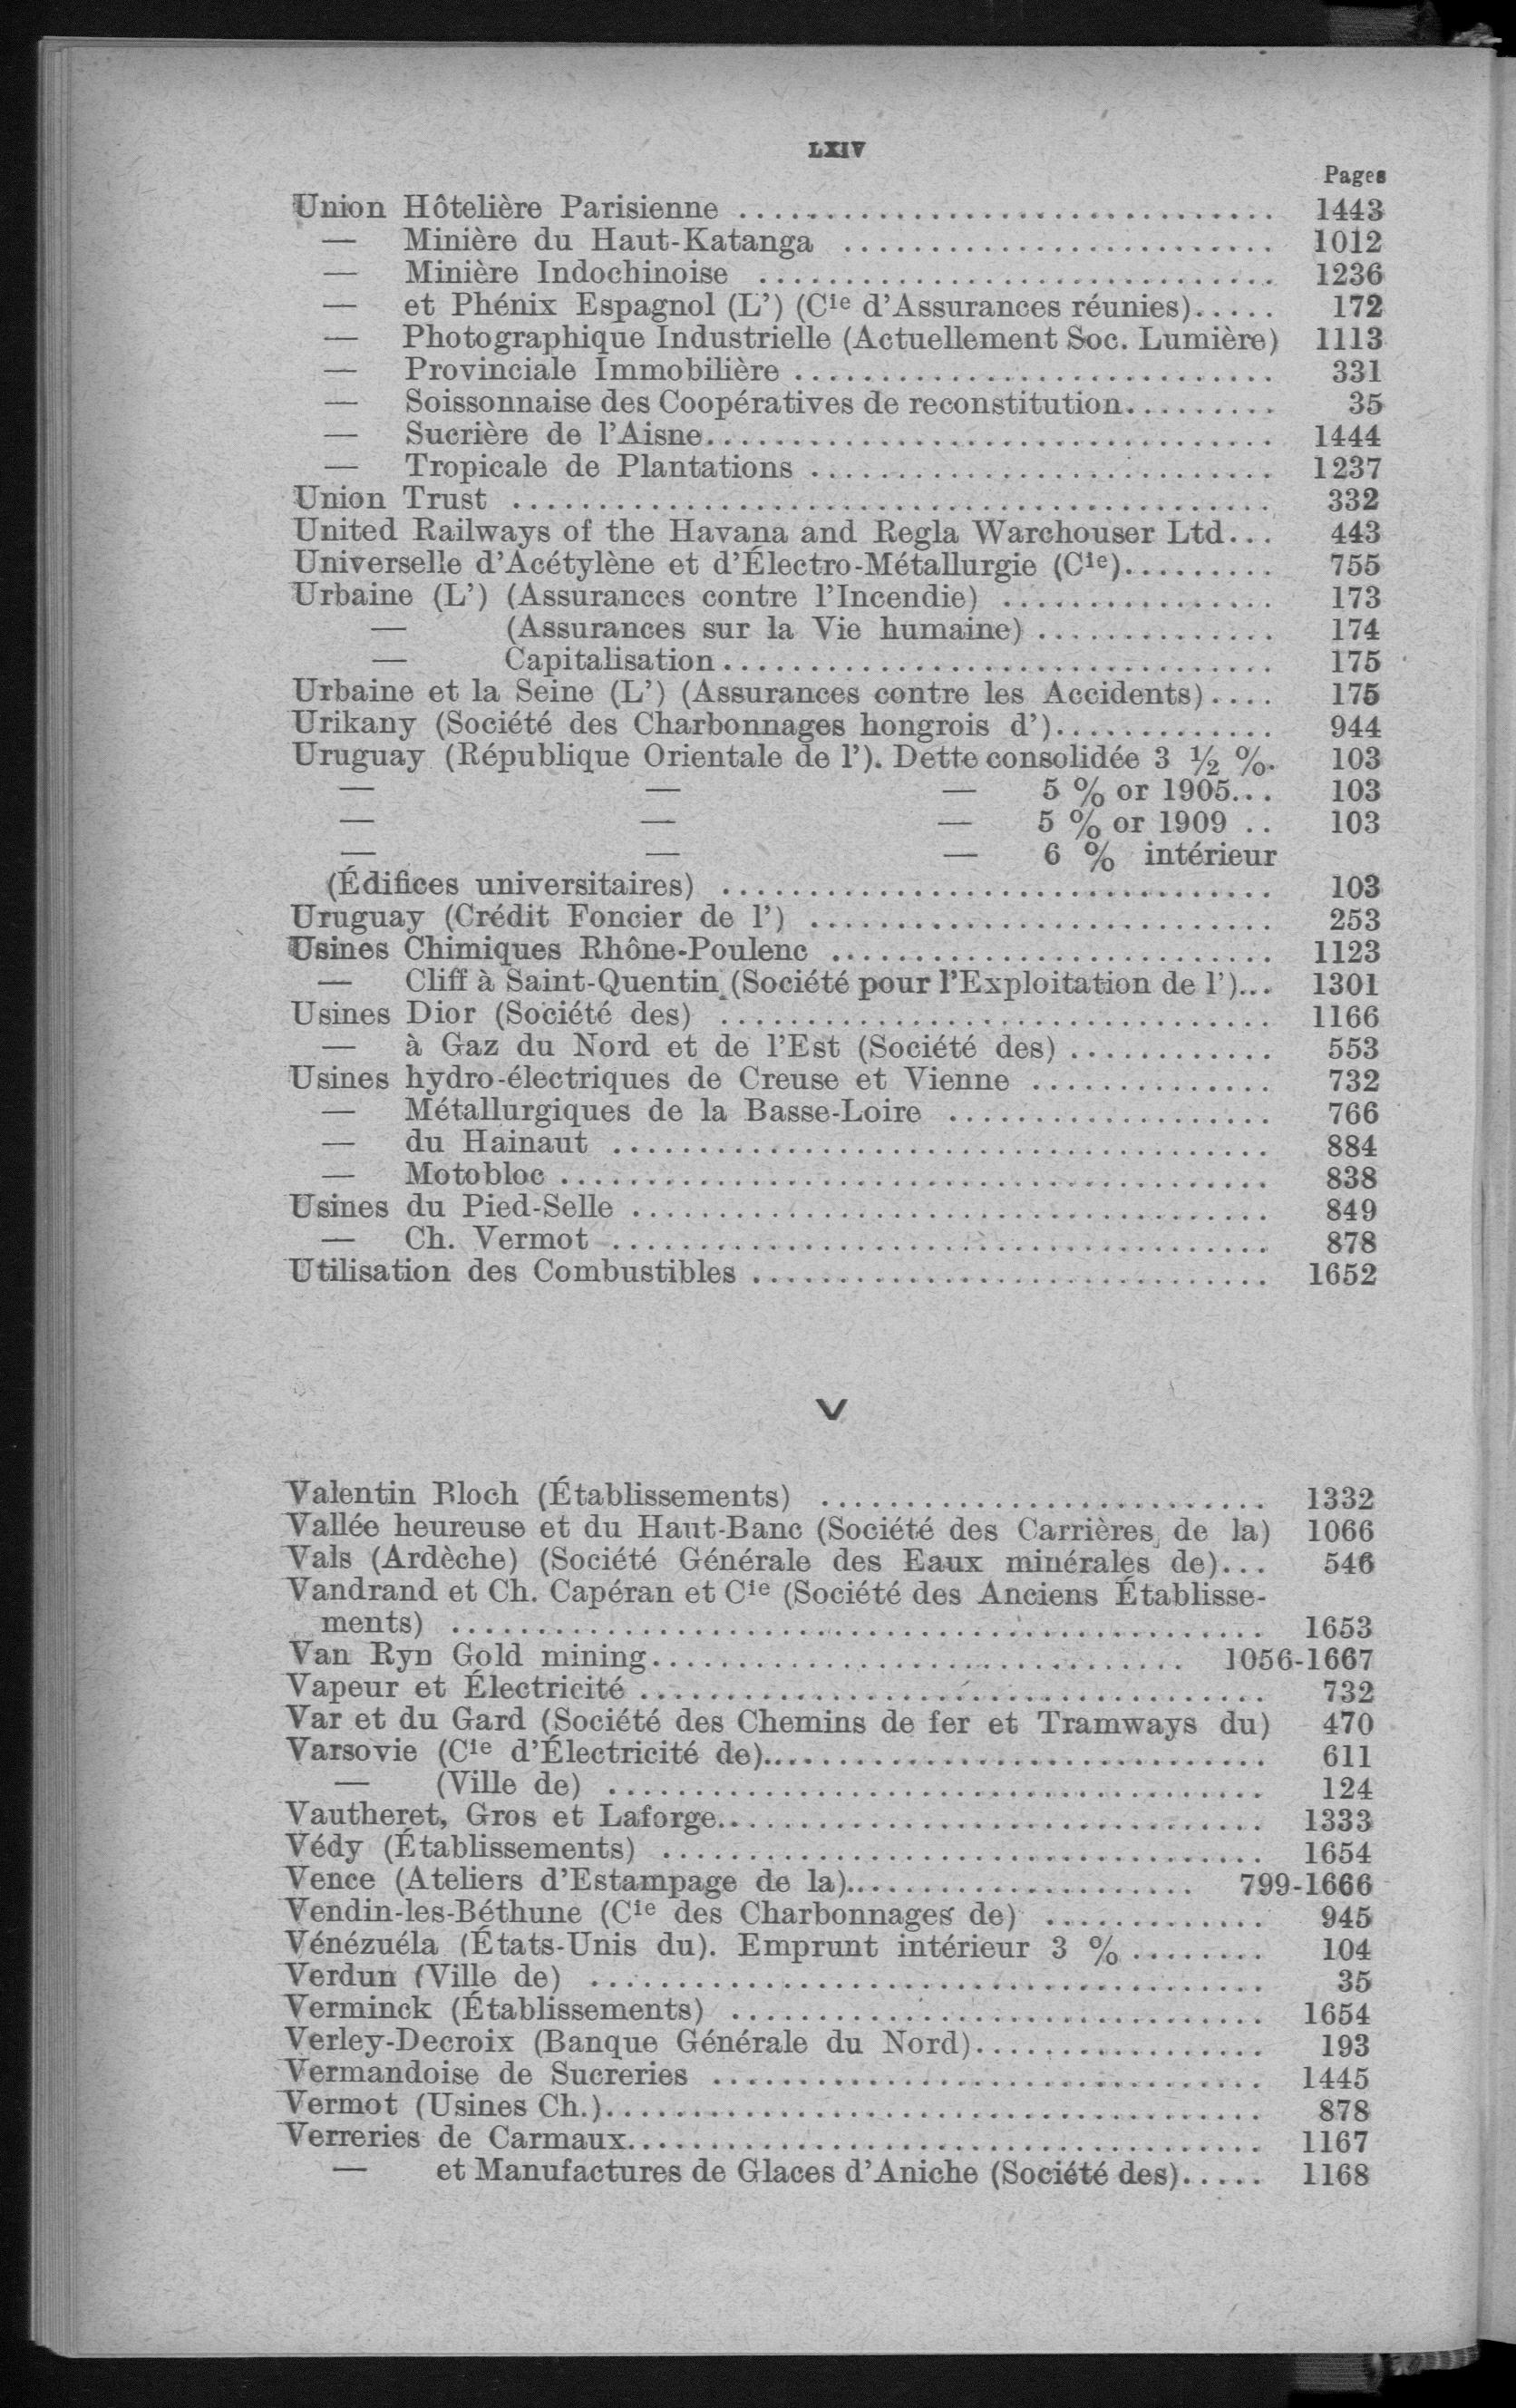 LXIV
Pages
Union Hôtelière Parisienne ................................ 1443
— Minière du Haut-Katanga .......................... 1012
— Minière Indochinoise ............................... 1236
— et Phénix Espagnol (L') (Cie d'Assurances réunies)..... 172
— Photographique Industrielle (Actuellement Soc. Lumière) 1113
— Provinciale Immobilière ............................. 331
— Soissonnaise des Coopératives de reconstitution......... 35
— Sucrière de l'Aisne.................................. 1444
— Tropicale de Plantations ............................ 1237
Union Trust .............................................. 332
United Railways of the Havana and Regla Warchouser Ltd... 443
Universelle d'Acétylène et d'Électro-Métallurgie (Cie)......... 755
Urbaine (L') (Assurances contre l'Incendie) ................ 173
— (Assurances sur la Vie humaine) .............. 174
— Capitalisation................................. 175
Urbaine et la Seine (L') (Assurances contre les Accidents).... 175
Urikany (Société des Charbonnages hongrois d')............. 944
Uruguay (République Orientale de l'). Dette consolidée 3 ½ %. 103
— — — 5 % or 1905... 103
— — — 5 % or 1909 .. 103
— — — 6 % intérieur
(Édifices universitaires) ................................. 103
Uruguay (Crédit Foncier de l') ............................ 253
Usines Chimiques Rhône-Poulenc .......................... 1123
— Cliff à Saint-Quentin (Société pour l'Exploitation de l')... 1301
Usines Dior (Société des) ................................. 1166
— à Gaz du Nord et de l'Est (Société des) ............ 553
Usines hydro-électriques de Creuse et Vienne .............. 732
— Métallurgiques de la Basse-Loire ................... 766
— du Hainaut ....................................... 884
— Motobloc .......................................... 838
Usines du Pied-Selle ...................................... 849
— Ch. Vermot ....................................... 878
Utilisation des Combustibles ............................... 1652
V
Valentin Bloch (Établissements) ........................... 1332
Vallée heureuse et du Haut-Banc (Société des Carrières de la) 1066
Vals (Ardèche) (Société Générale des Eaux minérales de)... 546
Vandrand et Ch. Capéran et Cie (Société des Anciens Établisse-
ments) ................................................ 1653
Van Ryn Gold mining................................ 1056-1667
Vapeur et Électricité ..................................... 732
Var et du Gard (Société des Chemins de fer et Tramways du) 470
Varsovie (Cie d'Électricité de).............................. 611
— (Ville de) ....................................... 124
Vautheret, Gros et Laforge................................ 1333
Védy (Établissements) .................................... 1654
Vence (Ateliers d'Estampage de la)..................... 799-1666
Vendin-les-Béthune (Cie des Charbonnages de) ............. 945
Vénézuéla (États-Unis du). Emprunt intérieur 3 % ........ 104
Verdun (Ville de) ........................................ 35
Verminck (Établissements) ................................ 1654
Verley-Decroix (Banque Générale du Nord)................. 193
Vermandoise de Sucreries ................................. 1445
Vermot (Usines Ch.)....................................... 878
Verreries de Carmaux...................................... 1167
— et Manufactures de Glaces d'Aniche (Société des)..... 1168